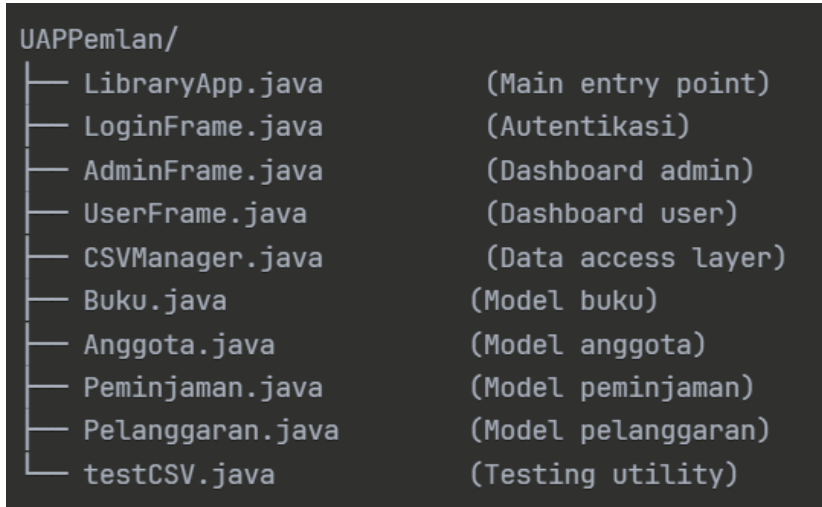 UAPPemlan/
├── LibraryApp.java (Main entry point)
├── LoginFrame.java (Autentikasi)
├── AdminFrame.java (Dashboard admin)
├── UserFrame.java (Dashboard user)
├── CSVManager.java (Data access layer)
├── Buku.java (Model buku)
├── Anggota.java (Model anggota)
├── Peminjaman.java (Model peminjaman)
├── Pelanggaran.java (Model pelanggaran)
└── testCSV.java (Testing utility)